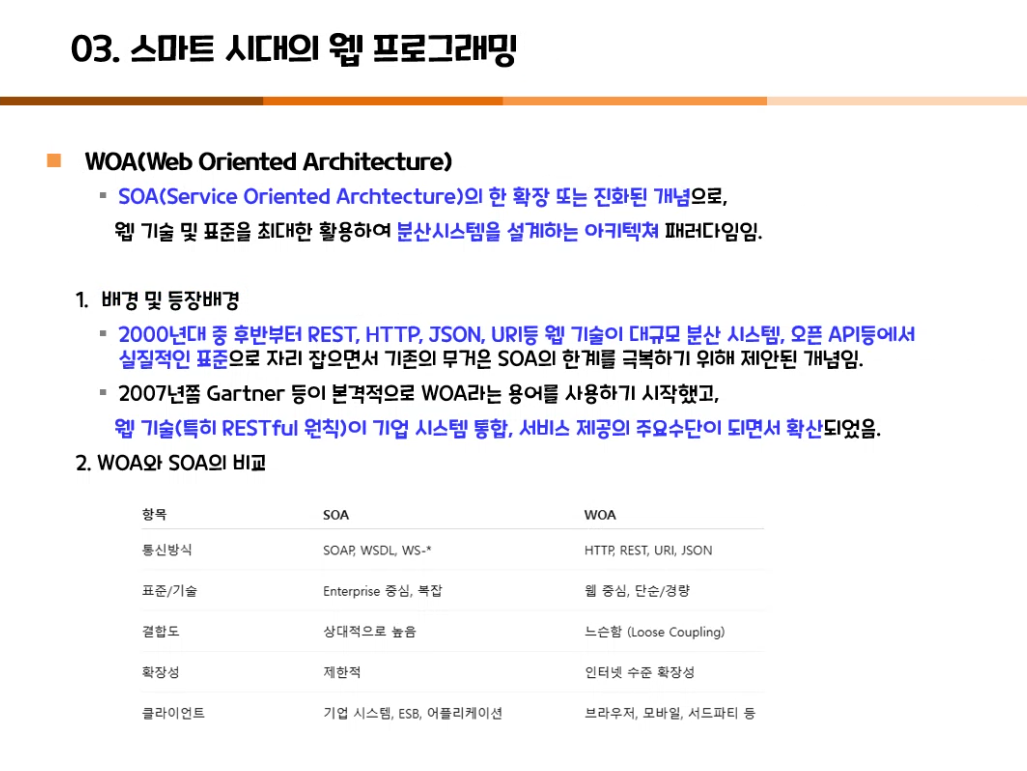 03. 스마트 시대의 웹 프로그래밍
WOA(Web Oriented Architecture)
SOA(Service Oriented Archtecture)의 한 확장 또는 진화된 개념으로,
웹 기술 및 표준을 최대한 활용하여 분산시스템을 설계하는 아키텍쳐 패러다임임.
1. 배경 및 등장배경
2000년대 중 후반부터 REST, HTTP, JSON, URI등 웹 기술이 대규모 분산 시스템, 오픈 API등에서
실질적인 표준으로 자리 잡으면서 기존의 무거은 SOA의 한계를 극복하기 위해 제안된 개념임.
2007년쯤 Gartner 등이 본격적으로 WOA라는 용어를 사용하기 시작했고,
웹 기술(특히 RESTful 원칙)이 기업 시스템 통합, 서비스 제공의 주요수단이 되면서 확산되었음.
2. WOA와 SOA의 비교
항목 SOA WOA
통신방식 SOAP, WSDL, WS-* HTTP, REST, URI, JSON
표준/기술 Enterprise 중심, 복잡 웹 중심, 단순/경량
결합도 상대적으로 높음 느슨함 (Loose Coupling)
확장성 제한적 인터넷 수준 확장성
클라이언트 기업 시스템, ESB, 어플리케이션 브라우저, 모바일, 서드파티 등